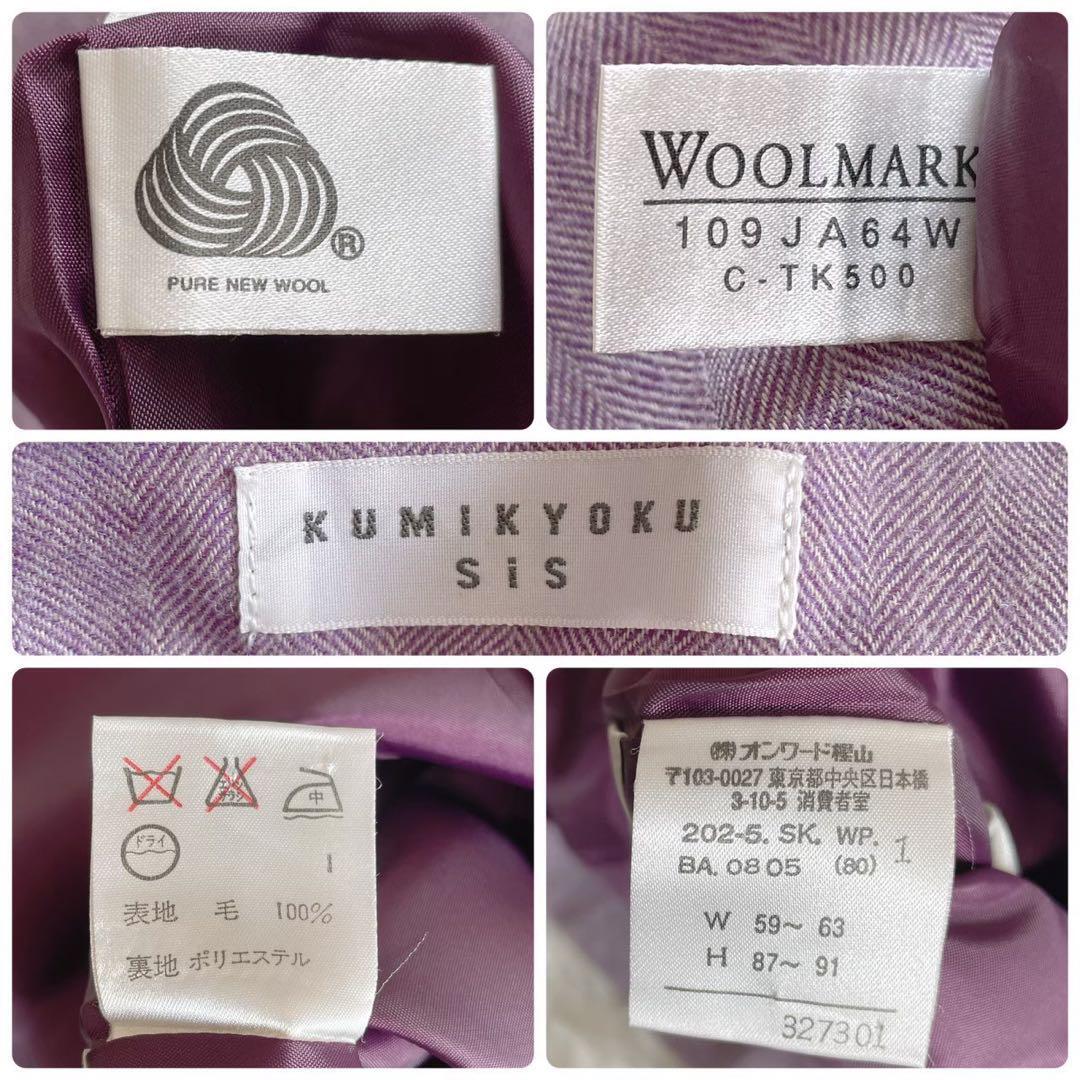 ®
PURE NEW WOOL
WOOLMARK
109JA64W
C-TK500
KUMIKYOKU
SiS
中
ドライ
1
表地 毛 100%
裏地 ポリエステル
㈱オンワード樫山
〒103-0027 東京都中央区日本橋
3-10-5 消費者室
202-5. SK. WP. 1
BA. 0805 (80)
W 59～ 63
H 87～ 91
327301